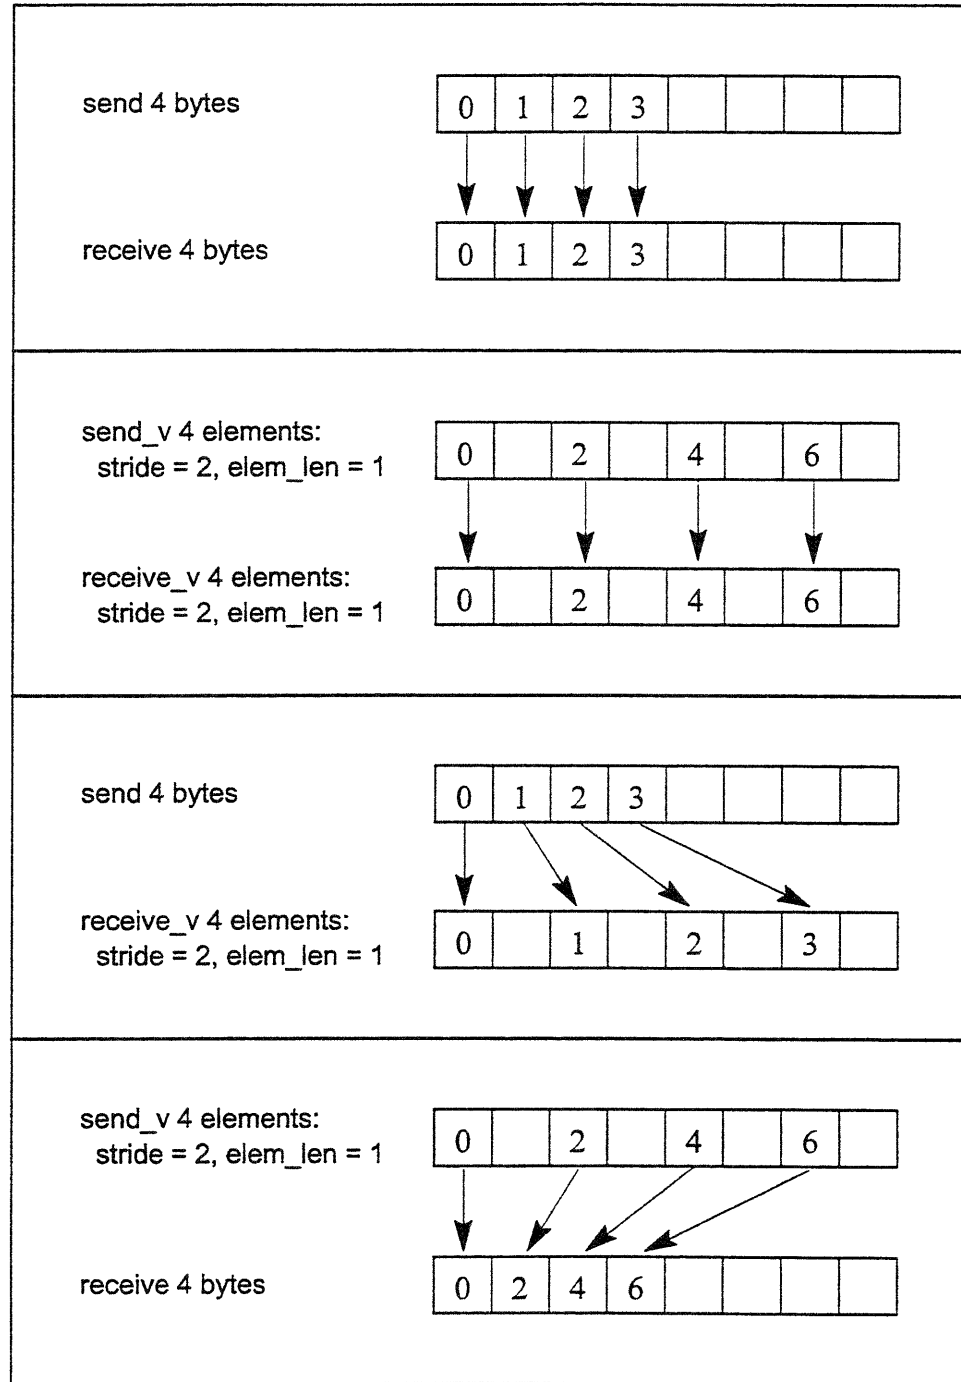 send 4 bytes
0 1 2 3
receive 4 bytes
0 1 2 3
send_v 4 elements:
stride = 2, elem_len = 1
0 2 4 6
receive_v 4 elements:
stride = 2, elem_len = 1
0 2 4 6
send 4 bytes
0 1 2 3
receive_v 4 elements:
stride = 2, elem_len = 1
0 1 2 3
send_v 4 elements:
stride = 2, elem_len = 1
0 2 4 6
receive 4 bytes
0 2 4 6